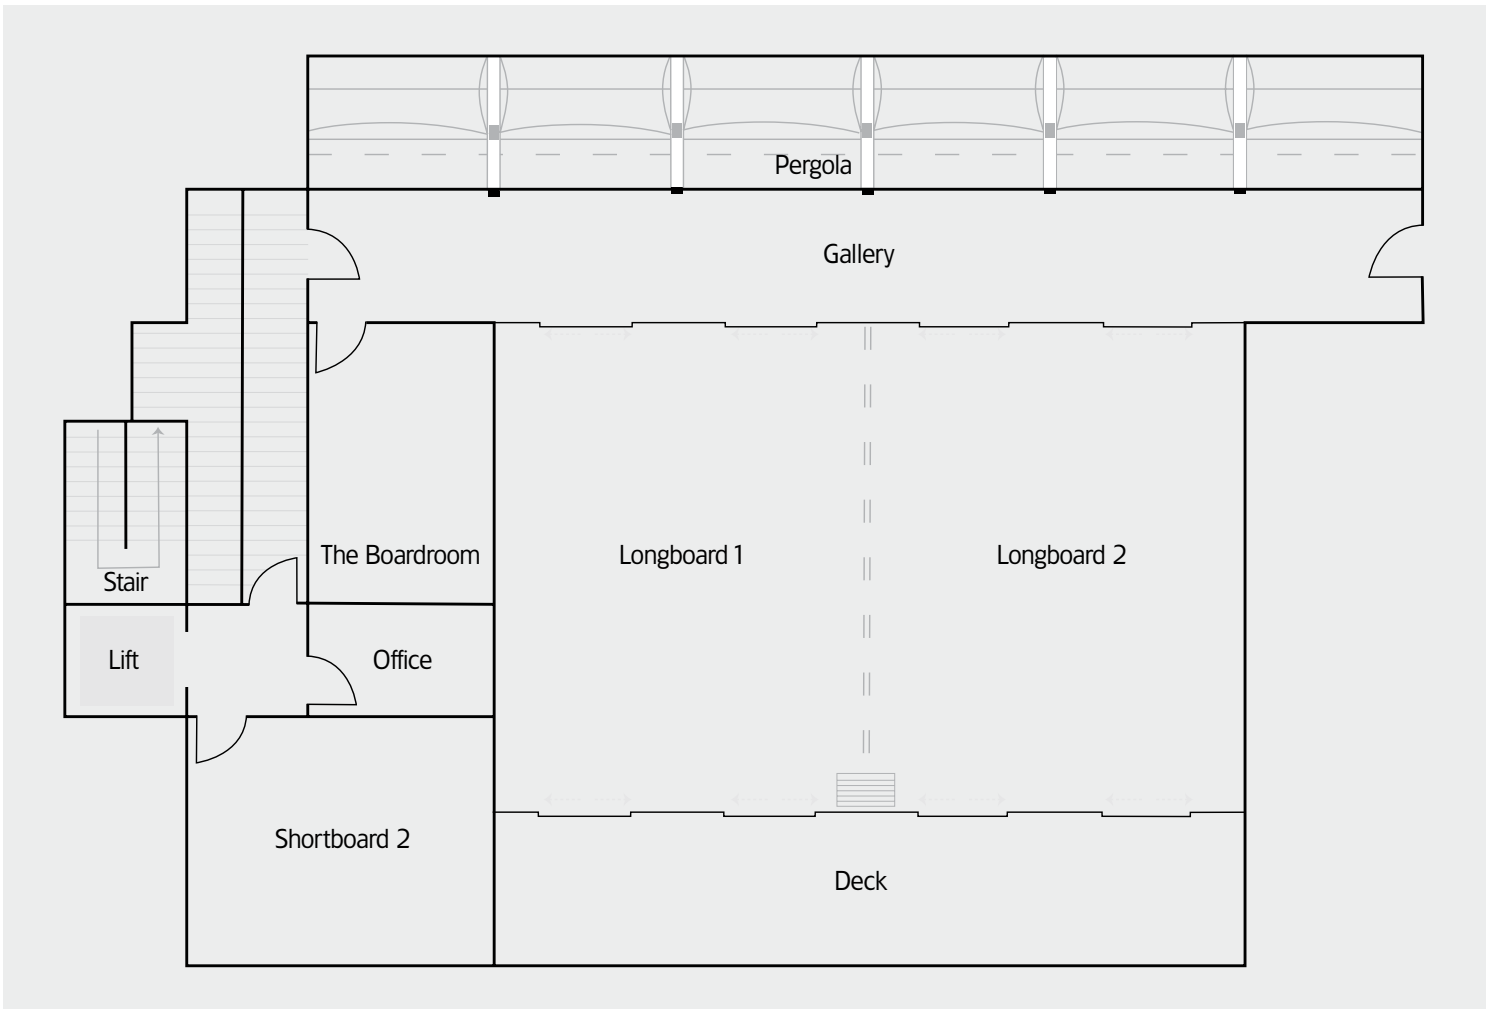 Pergola
Gallery
The Boardroom
Longboard 1
Longboard 2
Stair
Lift
Office
Shortboard 2
Deck